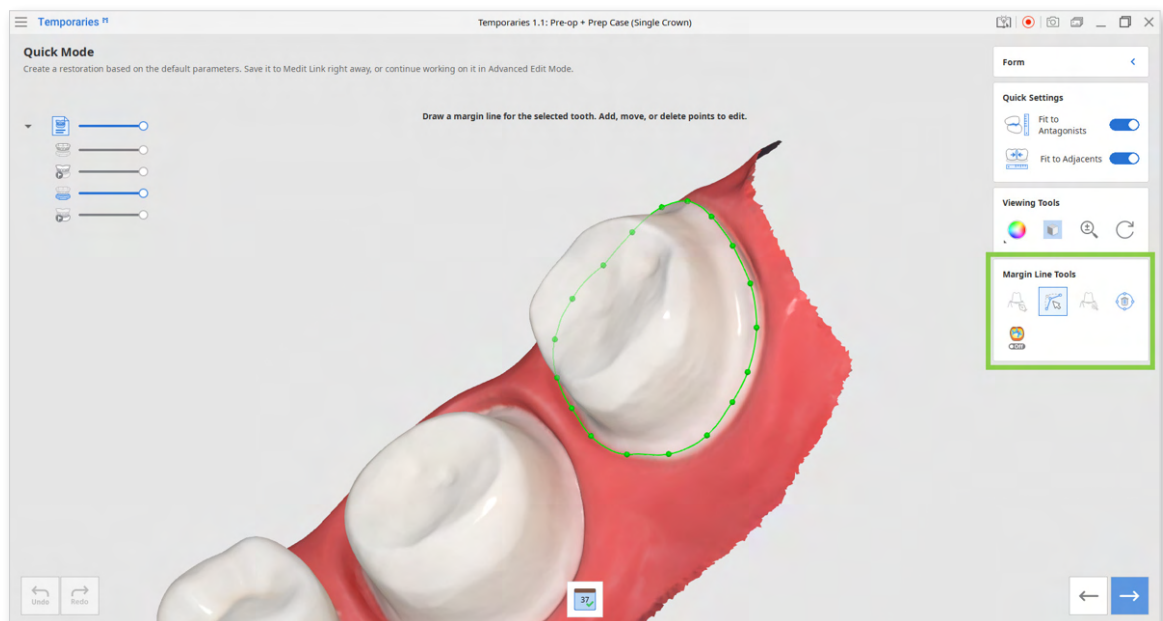 Temporaries
Temporaries 1.1: Pre-op + Prep Case (Single Crown)
Quick Mode
Create a restoration based on the default parameters. Save it to Medit Link right away, or continue working on it in Advanced Edit Mode.
Draw a margin line for the selected tooth. Add, move, or delete points to edit.
Form
Quick Settings
Fit to
Antagonists
Fit to Adjacents
Viewing Tools
Margin Line Tools
OFF
Undo
Redo
37